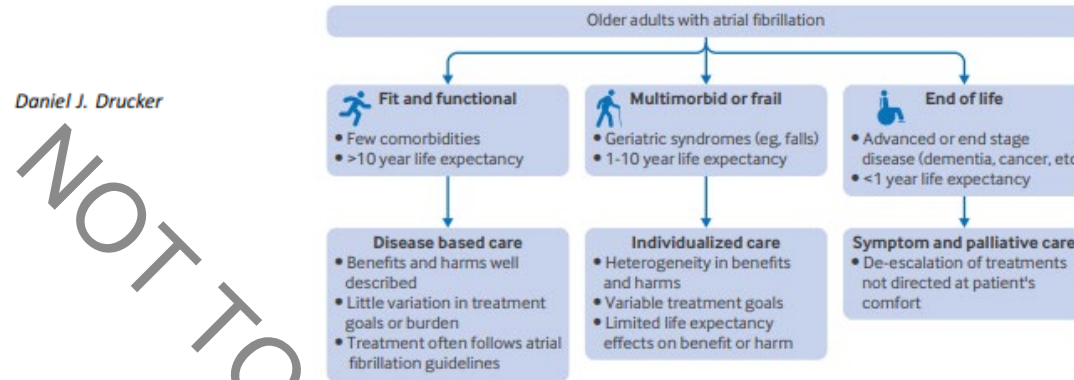 Older adults with atrial fibrillation
Daniel J. Drucker
NOT TO
Fit and functional
• Few comorbidities
• >10 year life expectancy
Multimorbid or frail
• Geriatric syndromes (eg, falls)
• 1-10 year life expectancy
End of life
• Advanced or end stage
disease (dementia, cancer, etc
• <1 year life expectancy
Disease based care
• Benefits and harms well
described
• Little variation in treatment
goals or burden
• Treatment often follows atrial
fibrillation guidelines
Individualized care
• Heterogeneity in benefits
and harms
• Variable treatment goals
• Limited life expectancy
effects on benefit or harm
Symptom and palliative care
• De-escalation of treatments
not directed at patient's
comfort